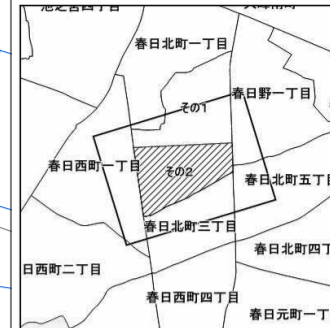 春日北町一丁目
その1
春日野一丁目
春日西町一丁目
その2
春日北町五丁目
春日北町三丁目
春日北町四丁
日西町二丁目
春日西町四丁目
春日元町一丁